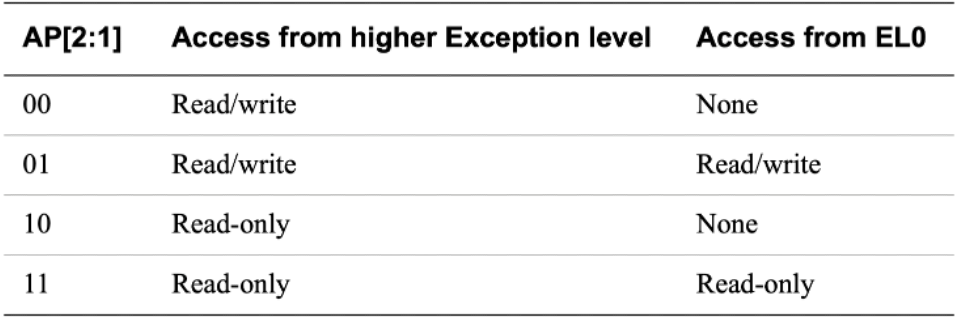 AP[2:1] Access from higher Exception level Access from EL0
00 Read/write None
01 Read/write Read/write
10 Read-only None
11 Read-only Read-only